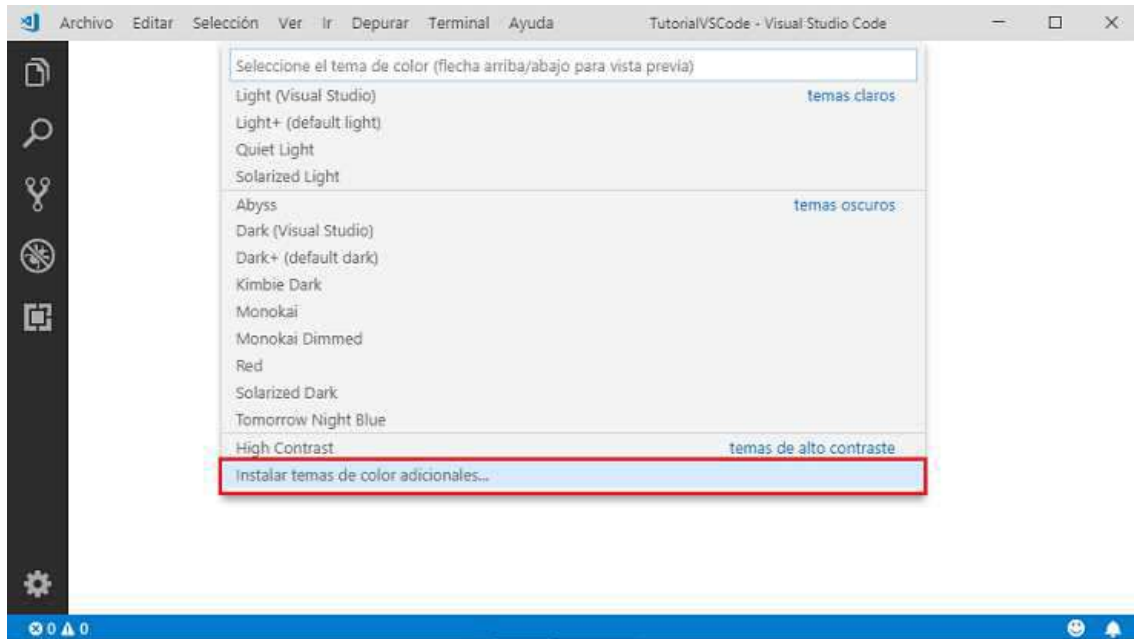 Archivo Editar Selección Ver Ir Depurar Terminal Ayuda TutorialVSCode - Visual Studio Code
Seleccione el tema de color (flecha arriba/abajo para vista previa)
Light (Visual Studio) temas claros
Light+ (default light)
Quiet Light
Solarized Light
Abyss temas oscuros
Dark (Visual Studio)
Dark+ (default dark)
Kimbie Dark
Monokai
Monokai Dimmed
Red
Solarized Dark
Tomorrow Night Blue
High Contrast temas de alto contraste
Instalar temas de color adicionales...
0 0